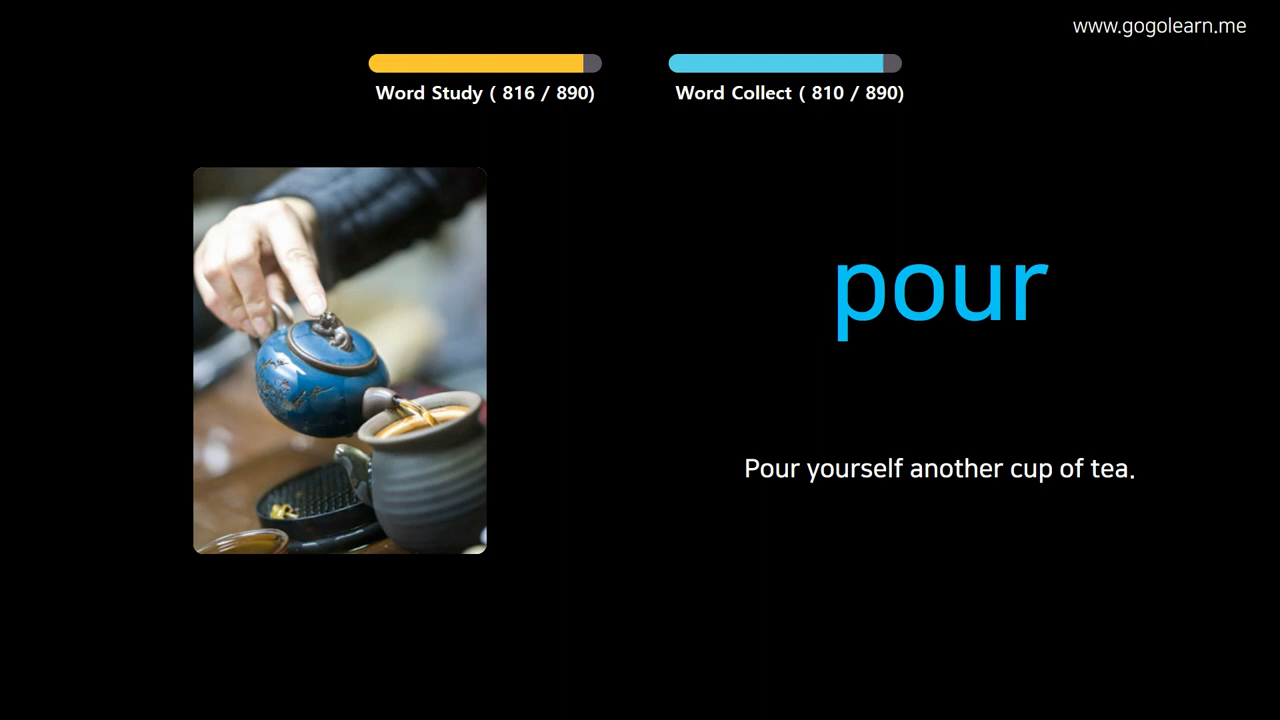 www.gogolearn.me
Word Study ( 816 / 890)
Word Collect ( 810 / 890)
pour
Pour yourself another cup of tea.